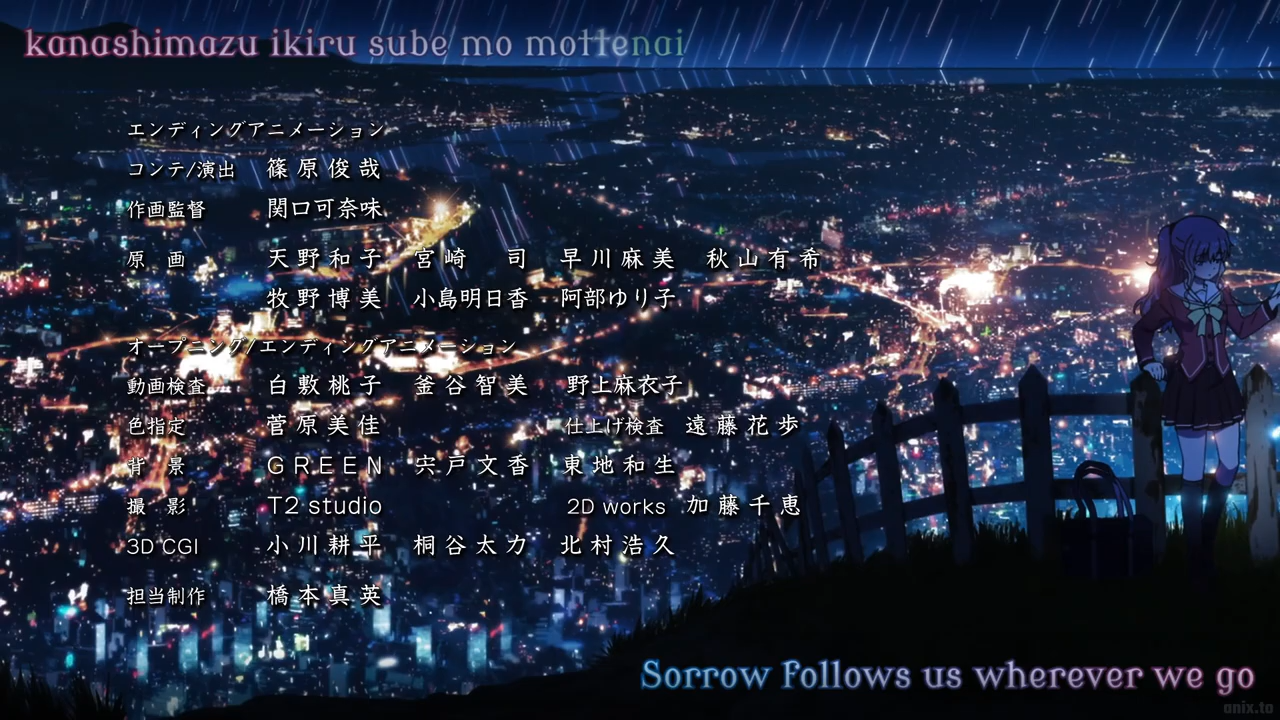 kanashimazu ikiru sube mo mottenai
エンディングアニメーション
コンテ/演出 篠原俊哉
作画監督 関口可奈味
原画 天野和子 宮崎司 早川麻美 秋山有希
牧野博美 小島明日香 阿部ゆり子
オープニング/エンディングアニメーション
動画検査 白敷桃子 釜谷智美 野上麻衣子
色指定 菅原美佳 仕上げ検査 遠藤花歩
背景 GREEN 宍戸文香 東地和生
撮影 T2 studio 2D works 加藤千恵
3D CGI 小川耕平 桐谷太力 北村浩久
担当制作 橋本真英
Sorrow follows us wherever we go
anix.to